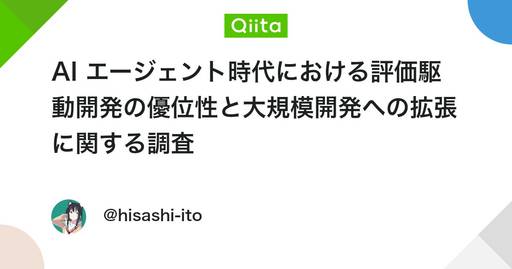 Qiita
AI エージェント時代における評価駆
動開発の優位性と大規模開発への拡張
に関する調査
@hisashi-ito